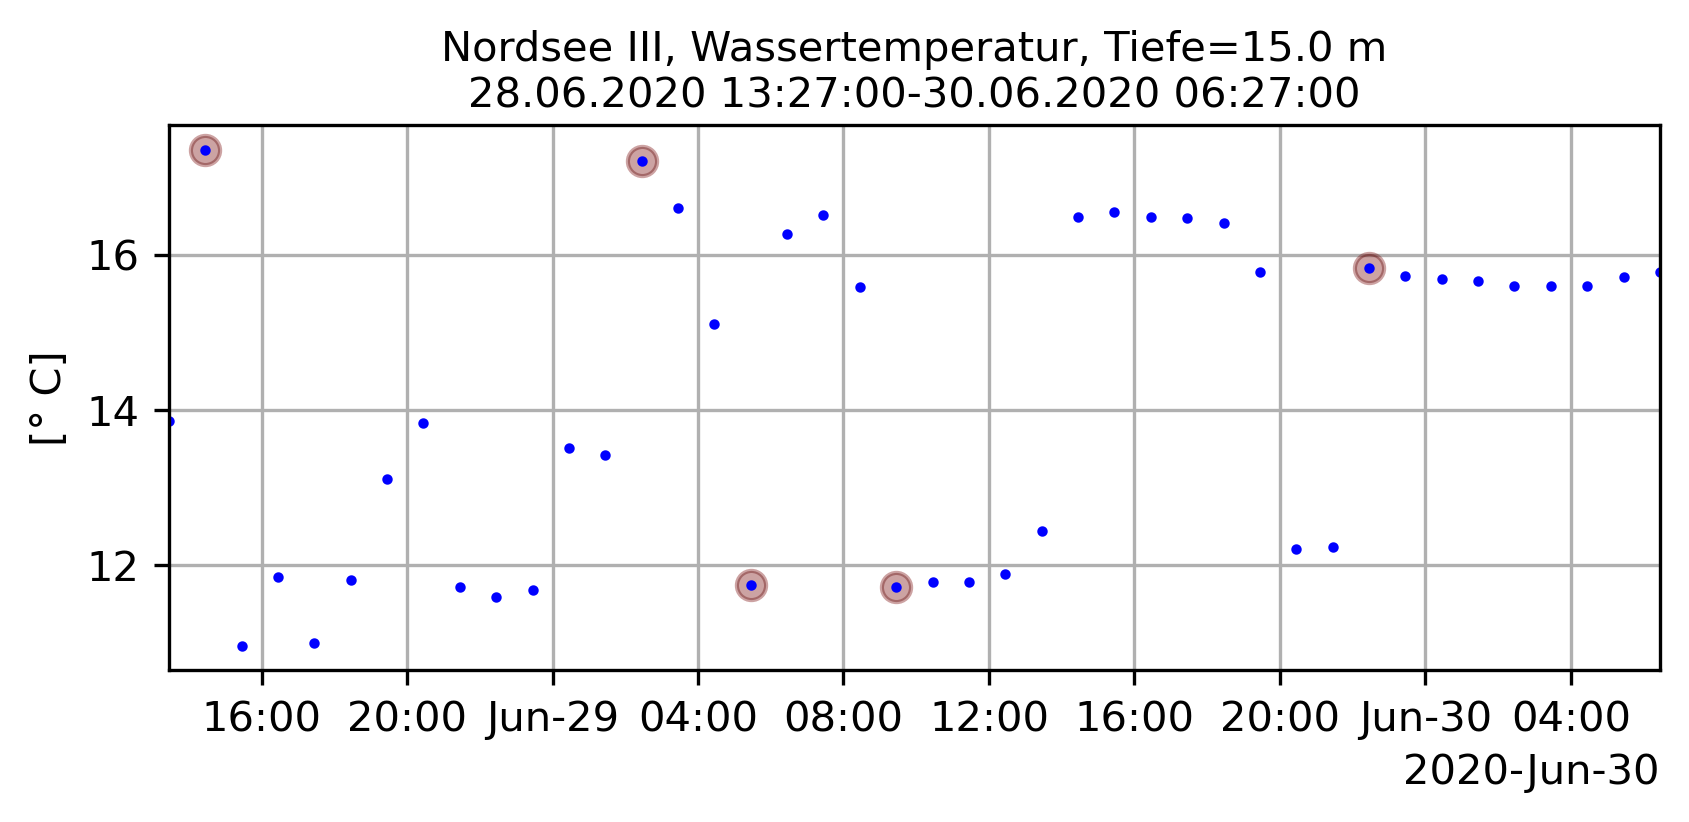 Nordsee III, Wassertemperatur, Tiefe=15.0 m
28.06.2020 13:27:00-30.06.2020 06:27:00
[° C]
16
14
12
16:00 20:00 Jun-29 04:00 08:00 12:00 16:00 20:00 Jun-30 04:00
2020-Jun-30